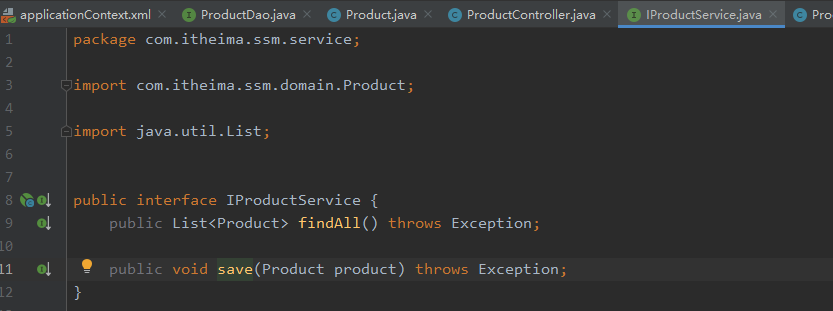 applicationContext.xml ProductDao.java Product.java ProductController.java IProductService.java Pro
1 package com.itheima.ssm.service;
2
3 import com.itheima.ssm.domain.Product;
4
5 import java.util.List;
6
7
8 public interface IProductService {
9 public List<Product> findAll() throws Exception;
10
11 public void save(Product product) throws Exception;
12 }